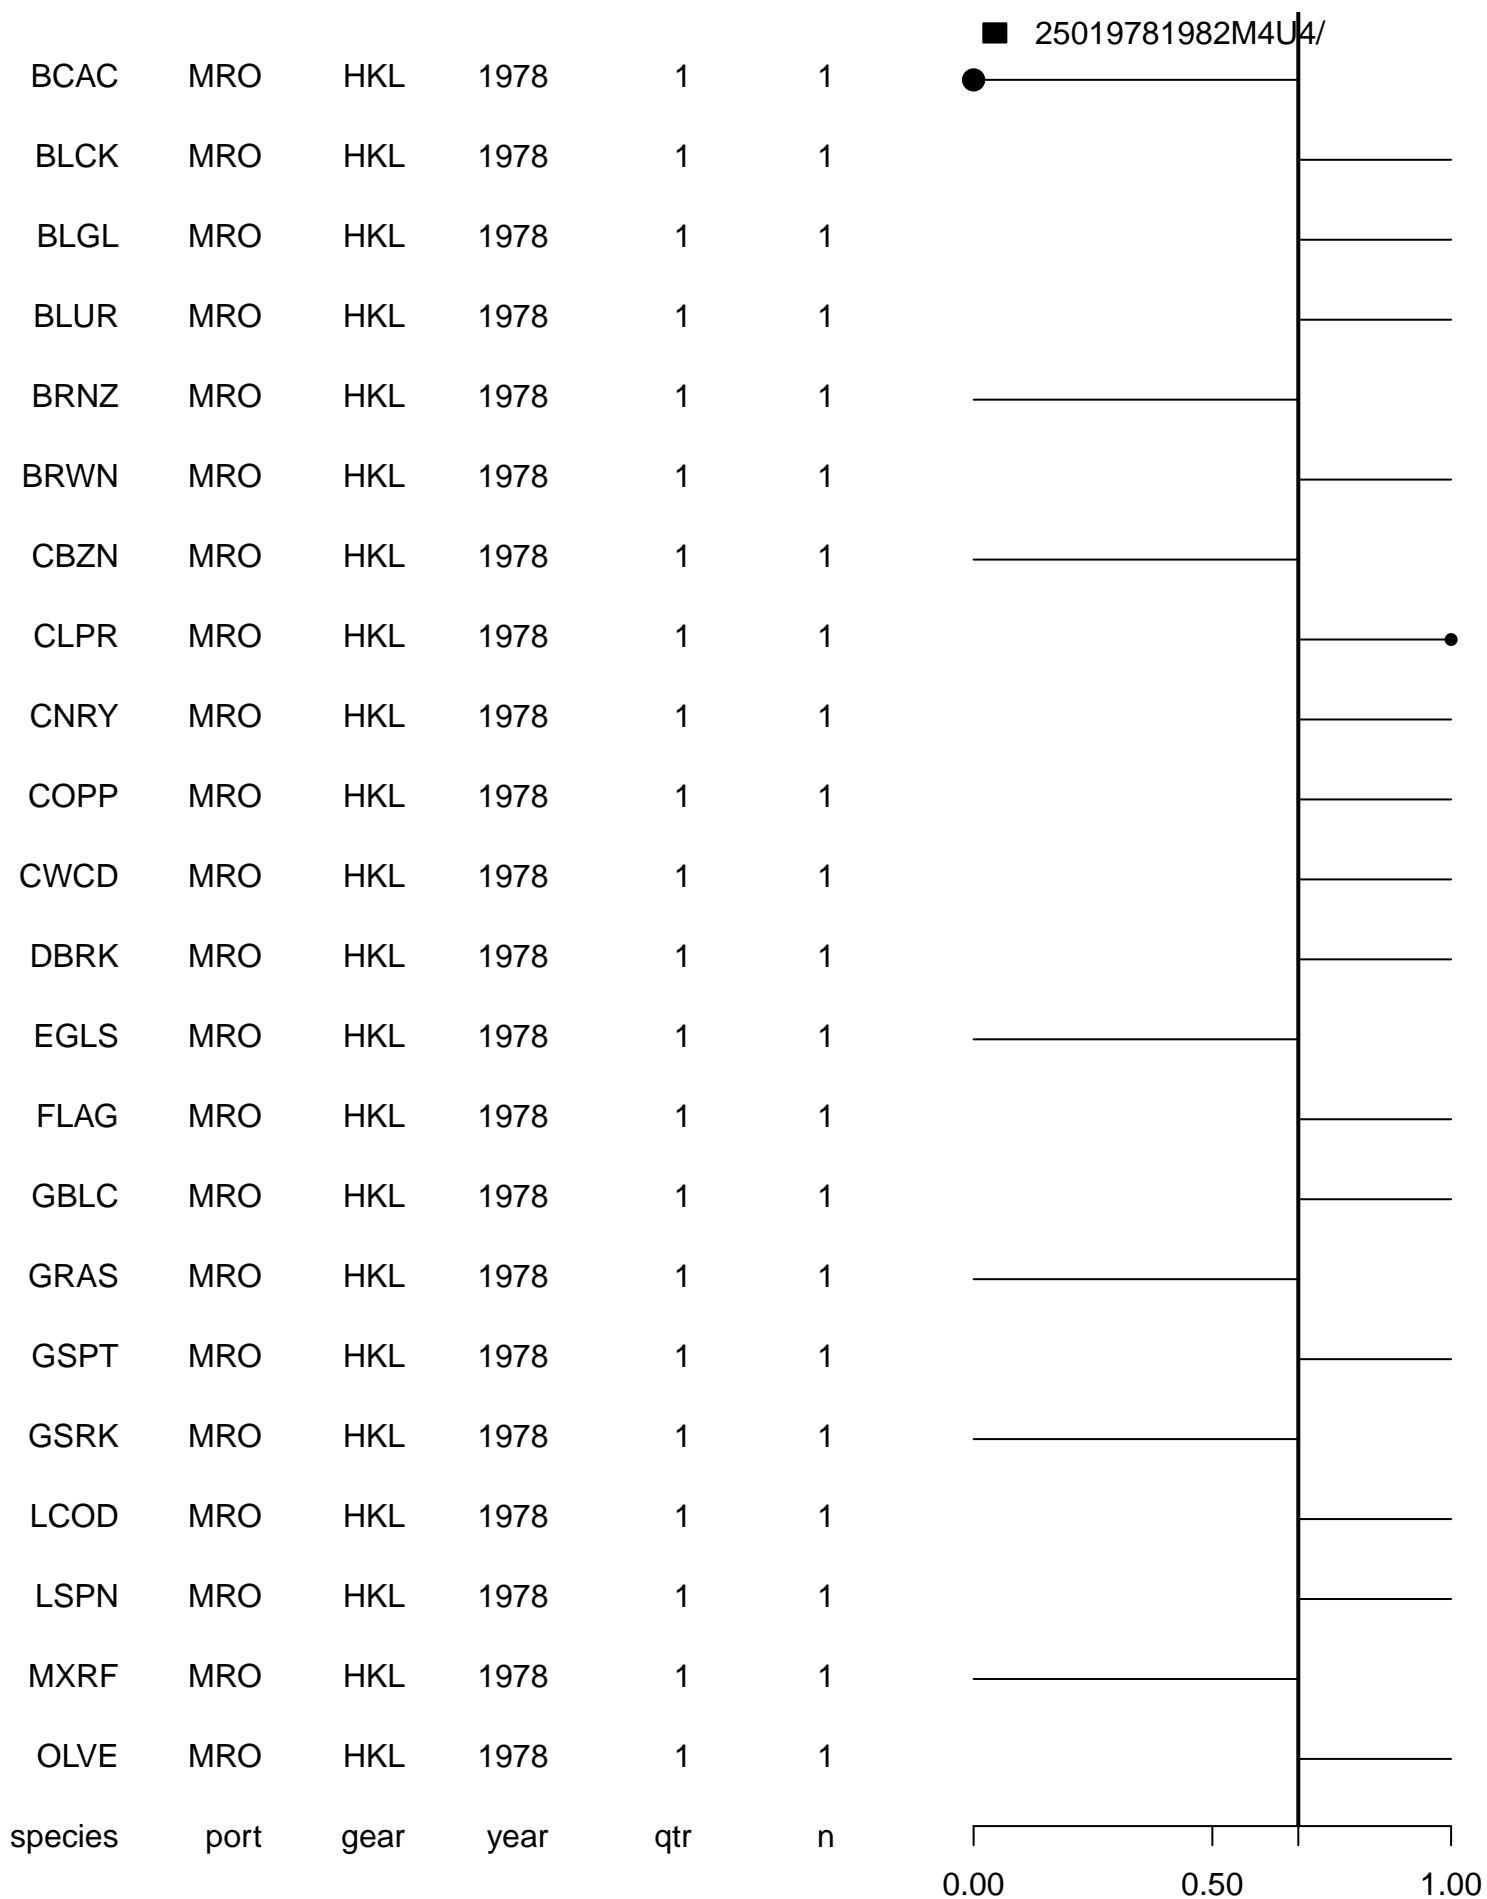 25019781982M4U4/
BCAC MRO HKL 1978 1 1
BLCK MRO HKL 1978 1 1
BLGL MRO HKL 1978 1 1
BLUR MRO HKL 1978 1 1
BRNZ MRO HKL 1978 1 1
BRWN MRO HKL 1978 1 1
CBZN MRO HKL 1978 1 1
CLPR MRO HKL 1978 1 1
CNRY MRO HKL 1978 1 1
COPP MRO HKL 1978 1 1
CWCD MRO HKL 1978 1 1
DBRK MRO HKL 1978 1 1
EGLS MRO HKL 1978 1 1
FLAG MRO HKL 1978 1 1
GBLC MRO HKL 1978 1 1
GRAS MRO HKL 1978 1 1
GSPT MRO HKL 1978 1 1
GSRK MRO HKL 1978 1 1
LCOD MRO HKL 1978 1 1
LSPN MRO HKL 1978 1 1
MXRF MRO HKL 1978 1 1
OLVE MRO HKL 1978 1 1
species port gear year qtr n
0.00 0.50 1.00